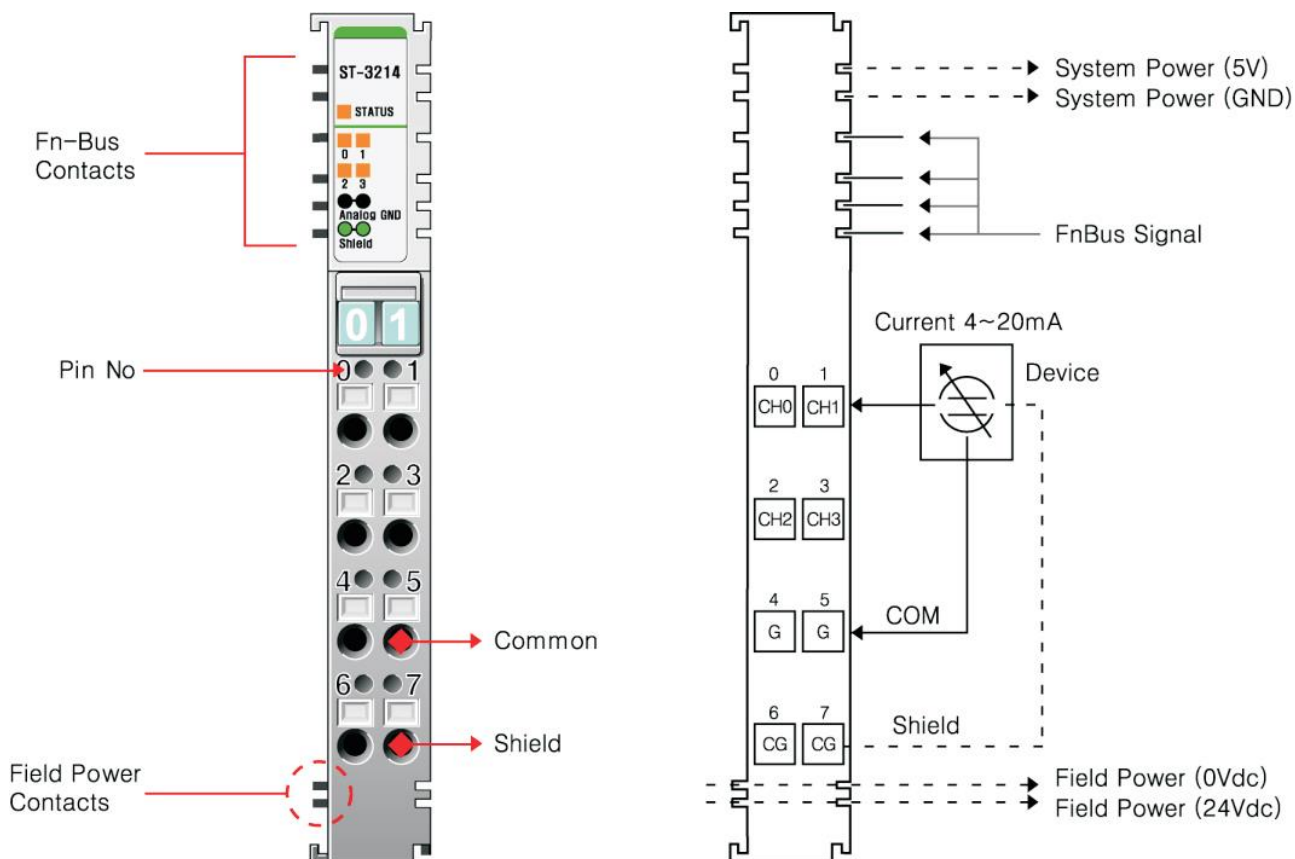 ST-3214
STATUS
0 1
2 3
Analog GND
Shield
Fn-Bus
Contacts
01
Pin No
0 1
2 3
4 5
Common
6 7
Shield
Field Power
Contacts
System Power (5V)
System Power (GND)
FnBus Signal
Current 4~20mA
Device
0 1
CH0 CH1
2 3
CH2 CH3
4 5
G G
COM
6 7
CG CG
Shield
Field Power (0Vdc)
Field Power (24Vdc)